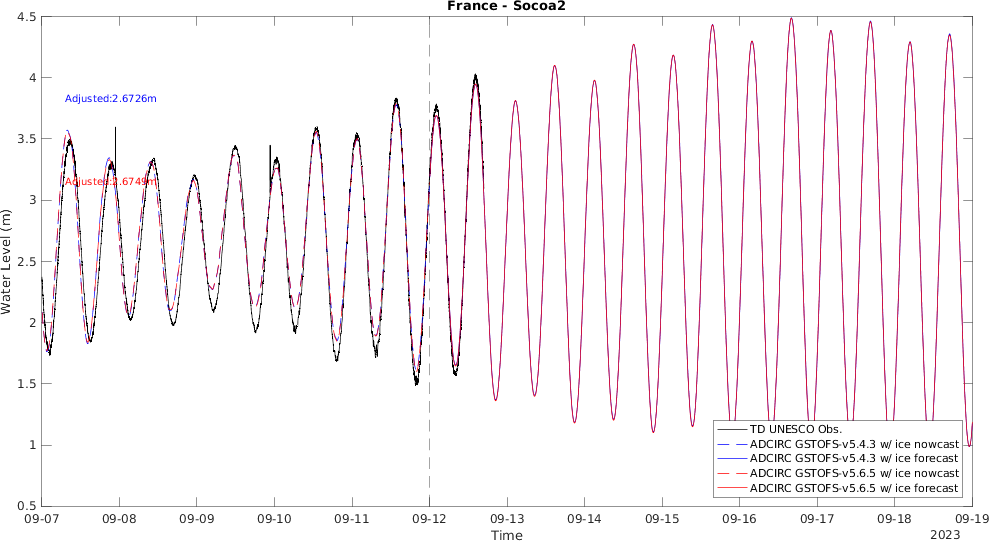 France - Socoa2
4.5
4
3.5
3
2.5
2
1.5
1
0.5
Water Level (m)
Adjusted:2.6726m
Adjusted:2.6749m
TD UNESCO Obs.
ADCIRC GSTOFS-v5.4.3 w/ ice nowcast
ADCIRC GSTOFS-v5.4.3 w/ ice forecast
ADCIRC GSTOFS-v5.6.5 w/ ice nowcast
ADCIRC GSTOFS-v5.6.5 w/ ice forecast
09-07 09-08 09-09 09-10 09-11 09-12 09-13 09-14 09-15 09-16 09-17 09-18 09-19
Time
2023